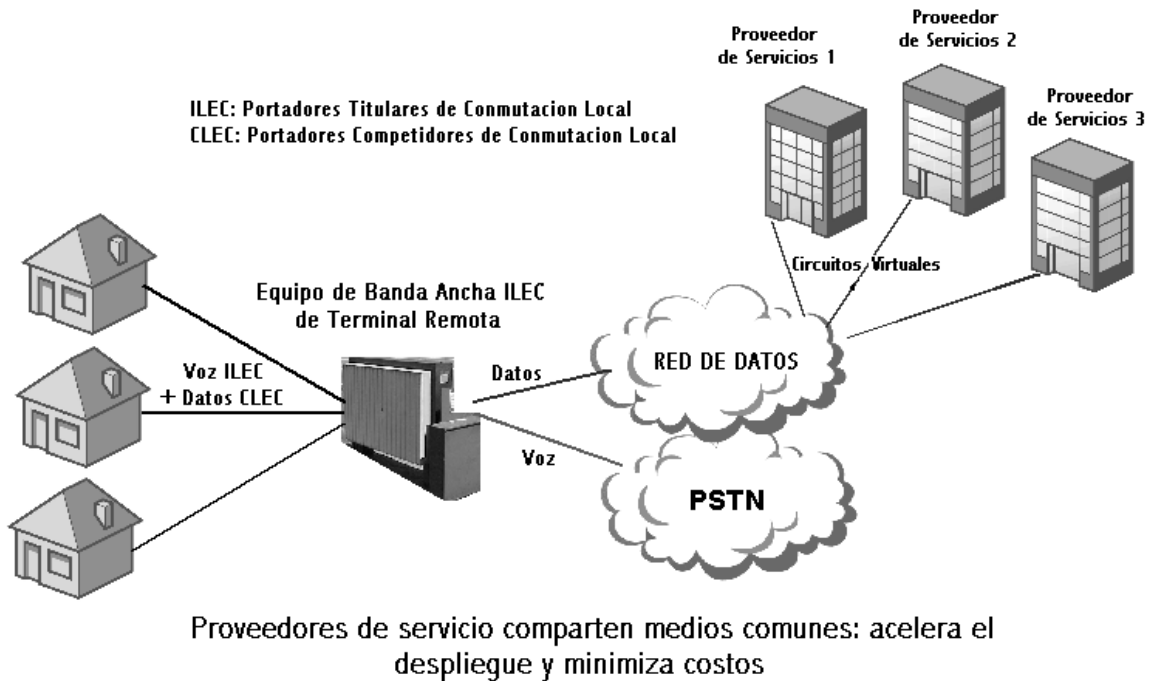 Proveedor
de Servicios 1
Proveedor
de Servicios 2
Proveedor
de Servicios 3
ILEC: Portadores Titulares de Conmutacion Local
CLEC: Portadores Competidores de Conmutacion Local
Circuitos Virtuales
Equipo de Banda Ancha ILEC
de Terminal Remota
Voz ILEC
+ Datos CLEC
Datos
RED DE DATOS
Voz
PSTN
Proveedores de servicio comparten medios comunes: acelera el
despliegue y minimiza costos